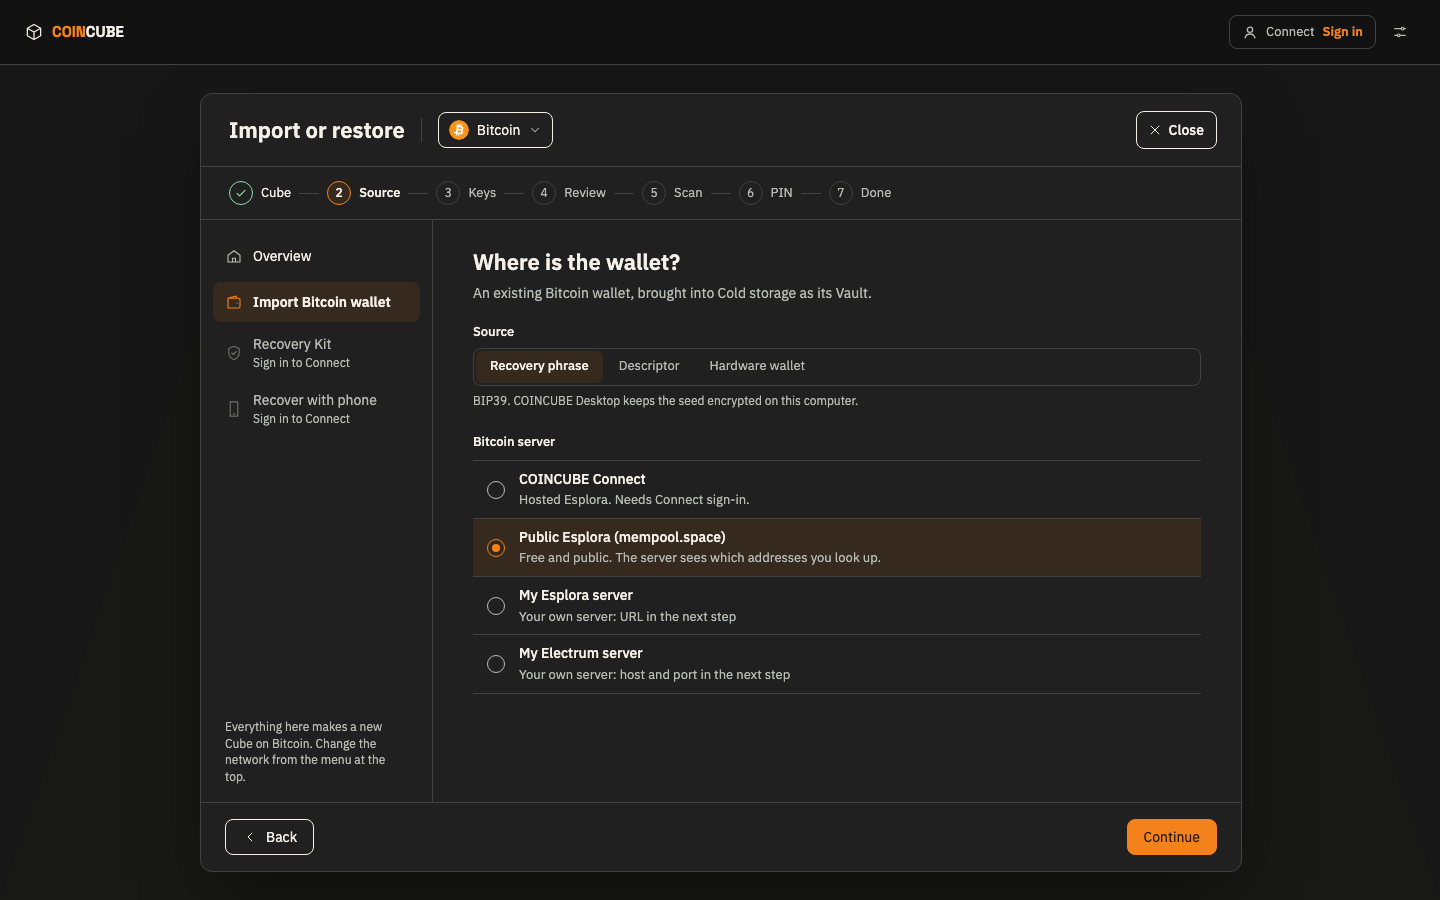 COINCUBE
Connect Sign in
Import or restore
Bitcoin
Close
Cube
2 Source
3 Keys
4 Review
5 Scan
6 PIN
7 Done
Overview
Import Bitcoin wallet
Recovery Kit
Sign in to Connect
Recover with phone
Sign in to Connect
Everything here makes a new
Cube on Bitcoin. Change the
network from the menu at the
top.
Where is the wallet?
An existing Bitcoin wallet, brought into Cold storage as its Vault.
Source
Recovery phrase Descriptor Hardware wallet
BIP39. COINCUBE Desktop keeps the seed encrypted on this computer.
Bitcoin server
COINCUBE Connect
Hosted Esplora. Needs Connect sign-in.
Public Esplora (mempool.space)
Free and public. The server sees which addresses you look up.
My Esplora server
Your own server: URL in the next step
My Electrum server
Your own server: host and port in the next step
Back
Continue